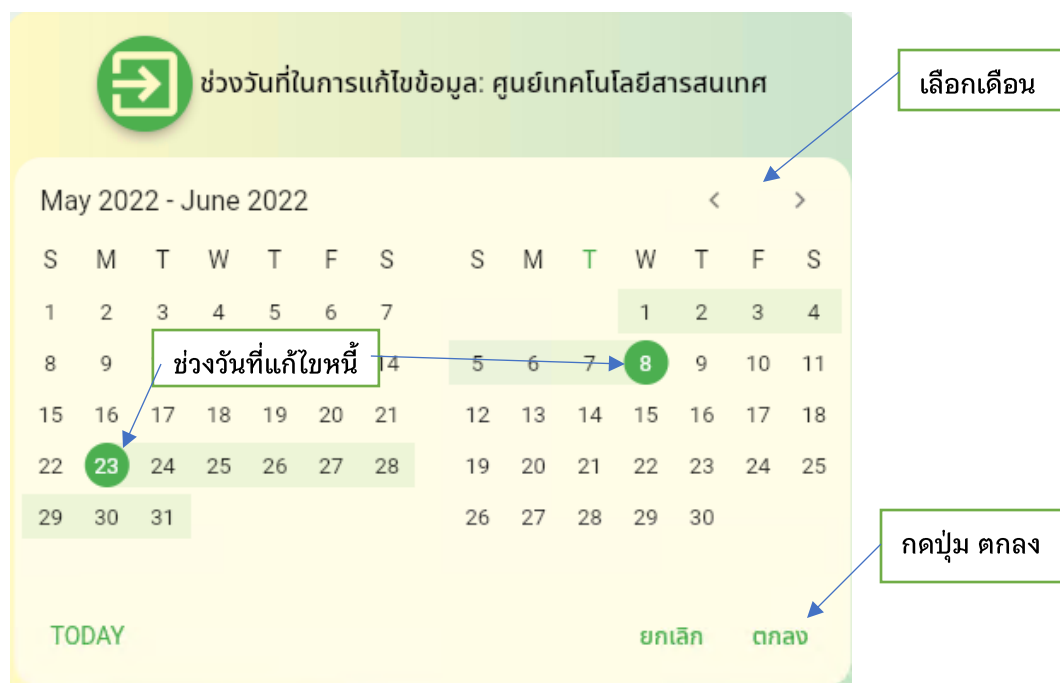 ช่วงวันที่ในการแก้ไขข้อมูล: ศูนย์เทคโนโลยีสารสนเทศ
เลือกเดือน
May 2022 - June 2022
S M T W T F S S M T W T F S
1 2 3 4 5 6 7 1 2 3 4
ช่วงวันที่แก้ไขหนี้
8 9 14 5 6 7 8 9 10 11
15 16 17 18 19 20 21 12 13 14 15 16 17 18
22 23 24 25 26 27 28 19 20 21 22 23 24 25
29 30 31 26 27 28 29 30
กดปุ่ม ตกลง
TODAY ยกเลิก ตกลง